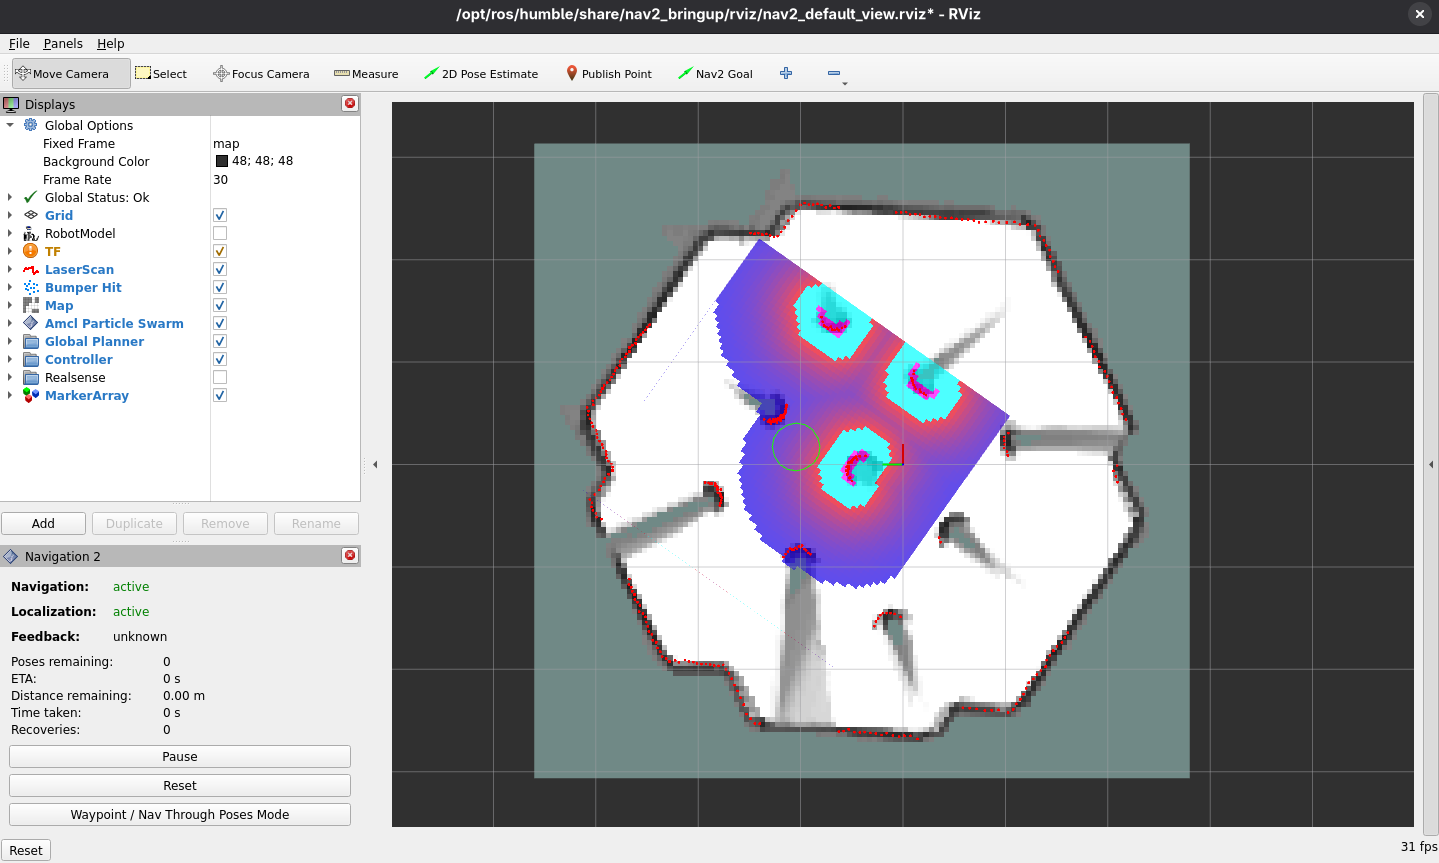 /opt/ros/humble/share/nav2_bringup/rviz/nav2_default_view.rviz* - RViz
File Panels Help
Move Camera Select Focus Camera Measure 2D Pose Estimate Publish Point Nav2 Goal
Displays
Global Options
Fixed Frame map
Background Color 48; 48; 48
Frame Rate 30
Global Status: Ok
Grid
RobotModel
TF
LaserScan
Bumper Hit
Map
Amcl Particle Swarm
Global Planner
Controller
Realsense
MarkerArray
Add Duplicate Remove Rename
Navigation 2
Navigation: active
Localization: active
Feedback: unknown
Poses remaining: 0
ETA: 0 s
Distance remaining: 0.00 m
Time taken: 0 s
Recoveries: 0
Pause
Reset
Waypoint / Nav Through Poses Mode
Reset
31 fps